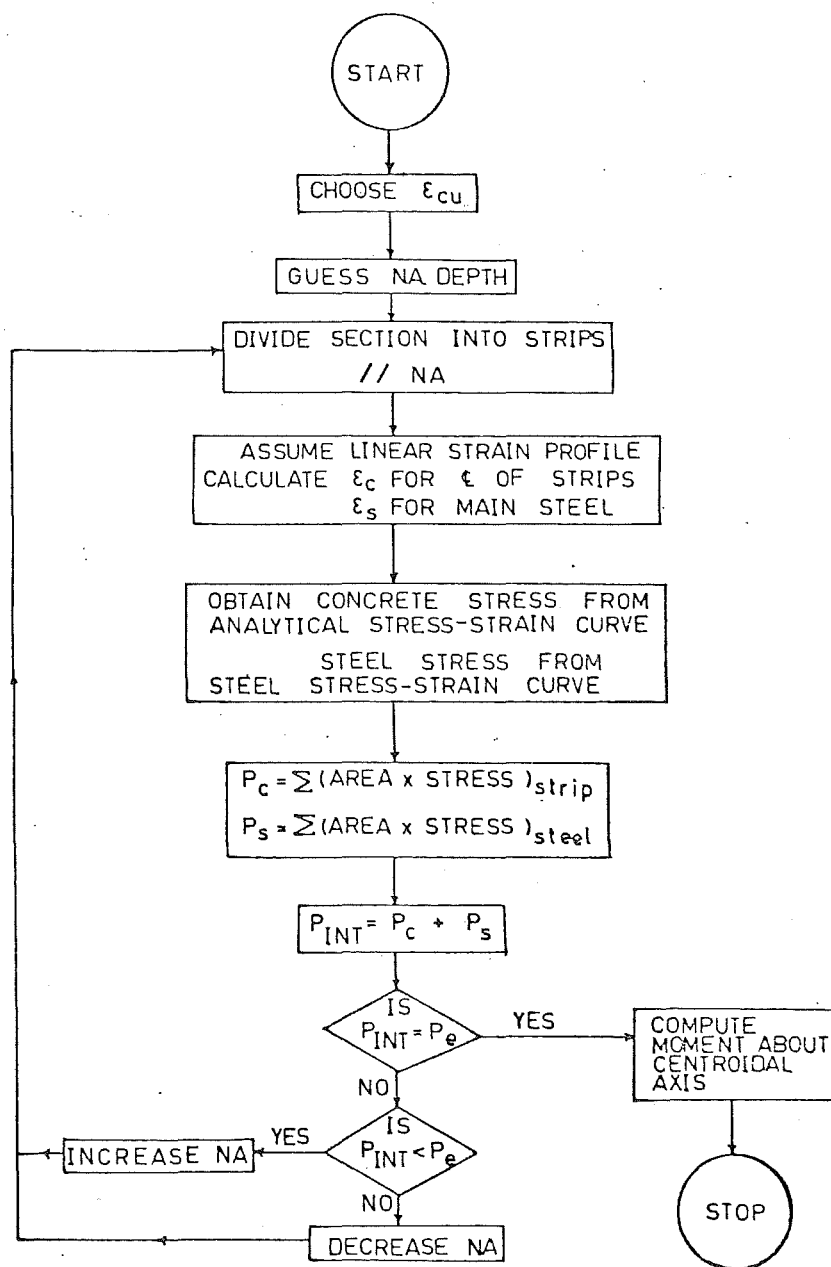 START
CHOOSE εcu
GUESS NA DEPTH
DIVIDE SECTION INTO STRIPS
// NA
ASSUME LINEAR STRAIN PROFILE
CALCULATE εc FOR ℄ OF STRIPS
εs FOR MAIN STEEL
OBTAIN CONCRETE STRESS FROM
ANALYTICAL STRESS-STRAIN CURVE
STEEL STRESS FROM
STEEL STRESS-STRAIN CURVE
Pc = Σ (AREA x STRESS)strip
Ps = Σ (AREA x STRESS)steel
PINT = Pc + Ps
IS
PINT = Pe
YES
COMPUTE
MOMENT ABOUT
CENTROIDAL
AXIS
NO
IS
PINT < Pe
YES
INCREASE NA
NO
DECREASE NA
STOP